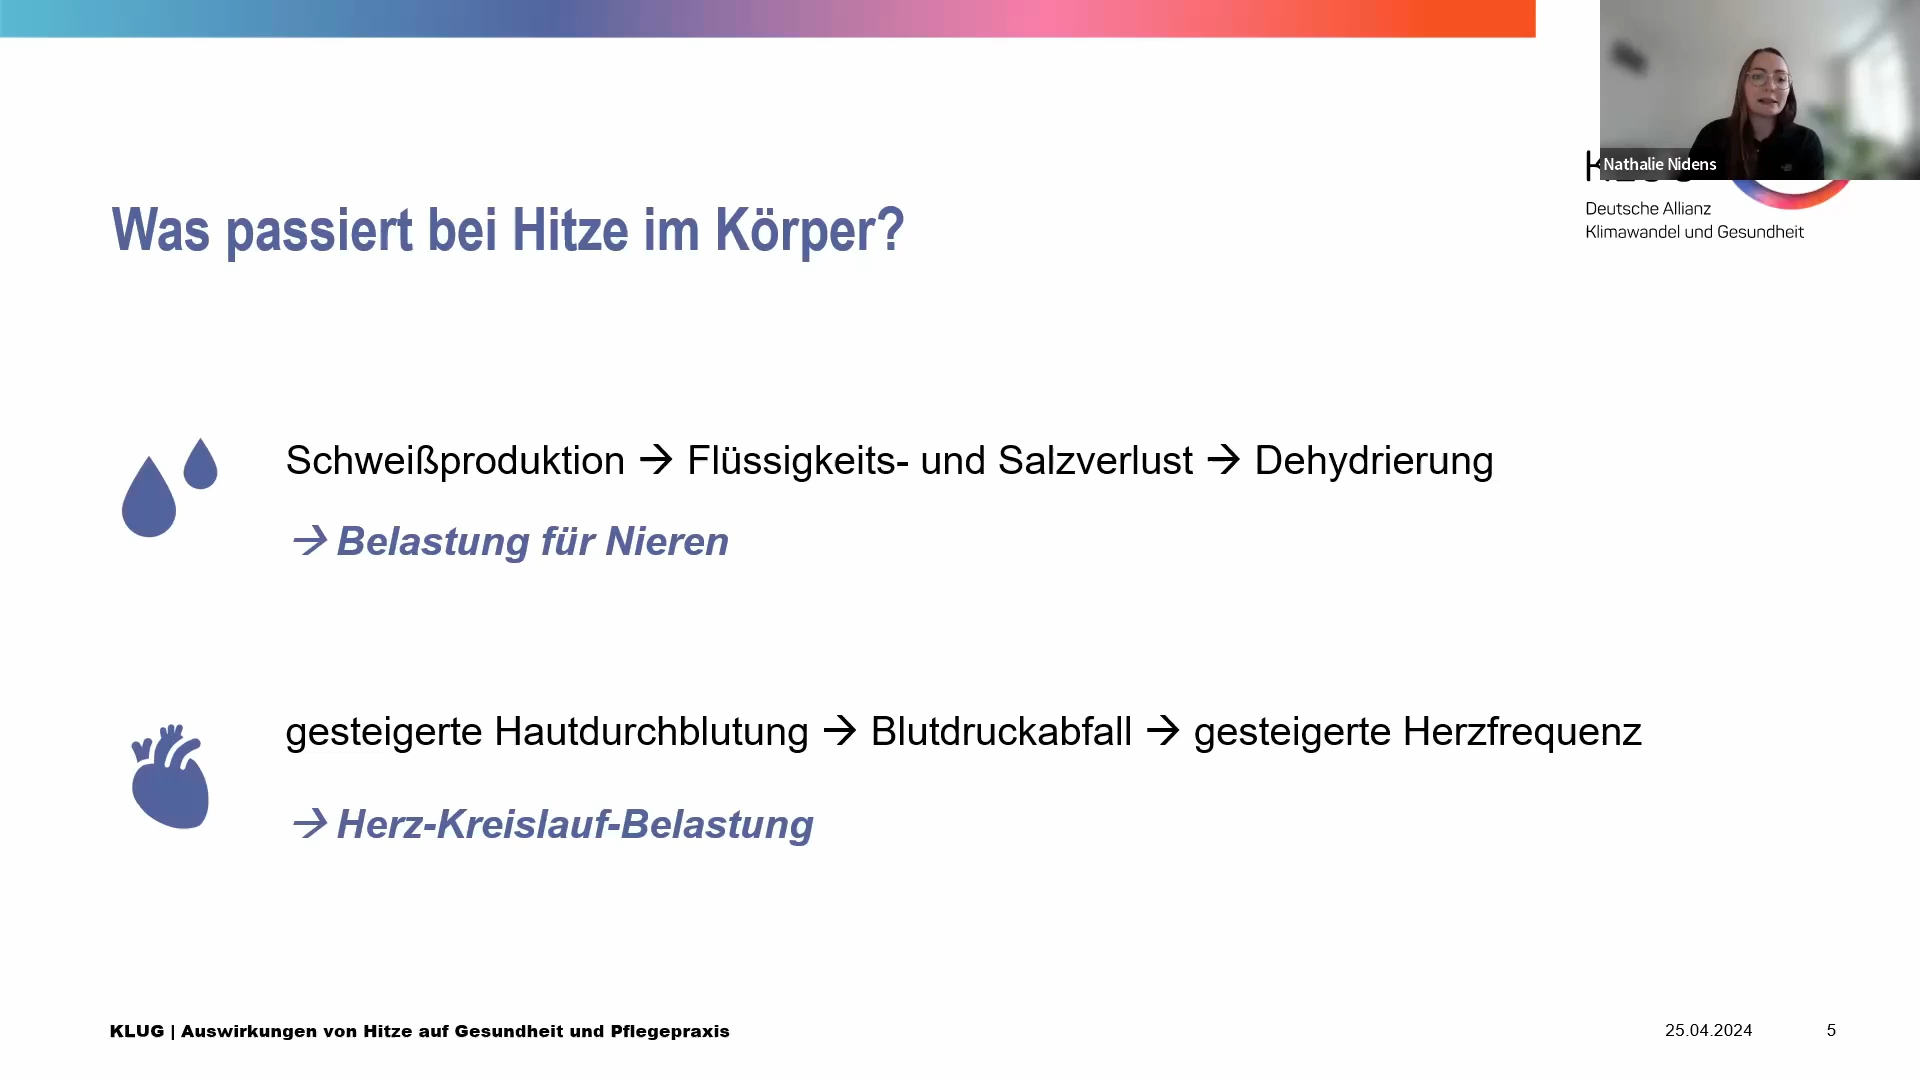 Nathalie Nidens
Deutsche Allianz
Klimawandel und Gesundheit
Was passiert bei Hitze im Körper?
Schweißproduktion → Flüssigkeits- und Salzverlust → Dehydrierung
→ Belastung für Nieren
gesteigerte Hautdurchblutung → Blutdruckabfall → gesteigerte Herzfrequenz
→ Herz-Kreislauf-Belastung
KLUG | Auswirkungen von Hitze auf Gesundheit und Pflegepraxis
25.04.2024
5